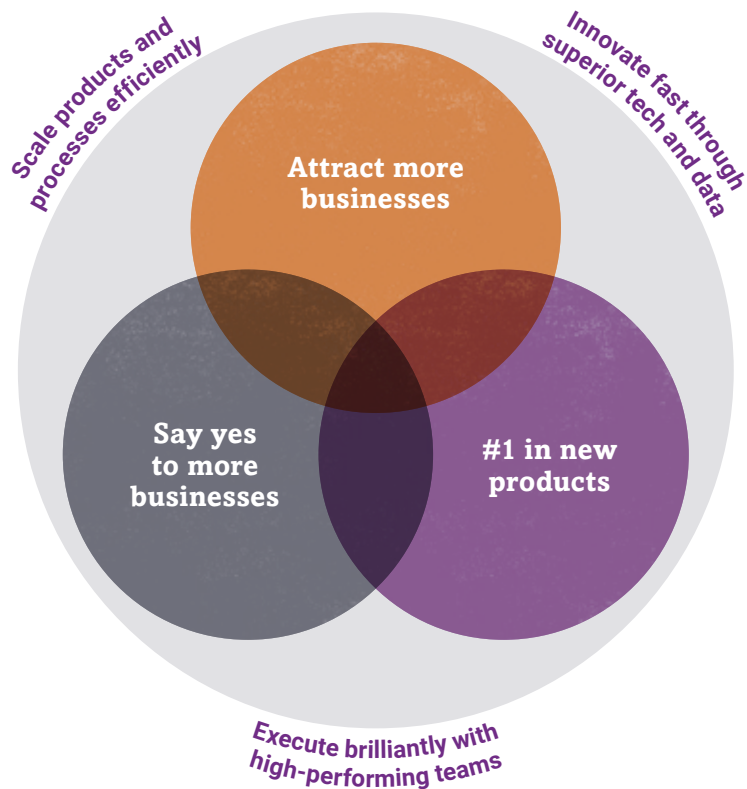 Scale products and
processes efficiently
Innovate fast through
superior tech and data
Attract more
businesses
Say yes
to more
businesses
#1 in new
products
Execute brilliantly with
high-performing teams